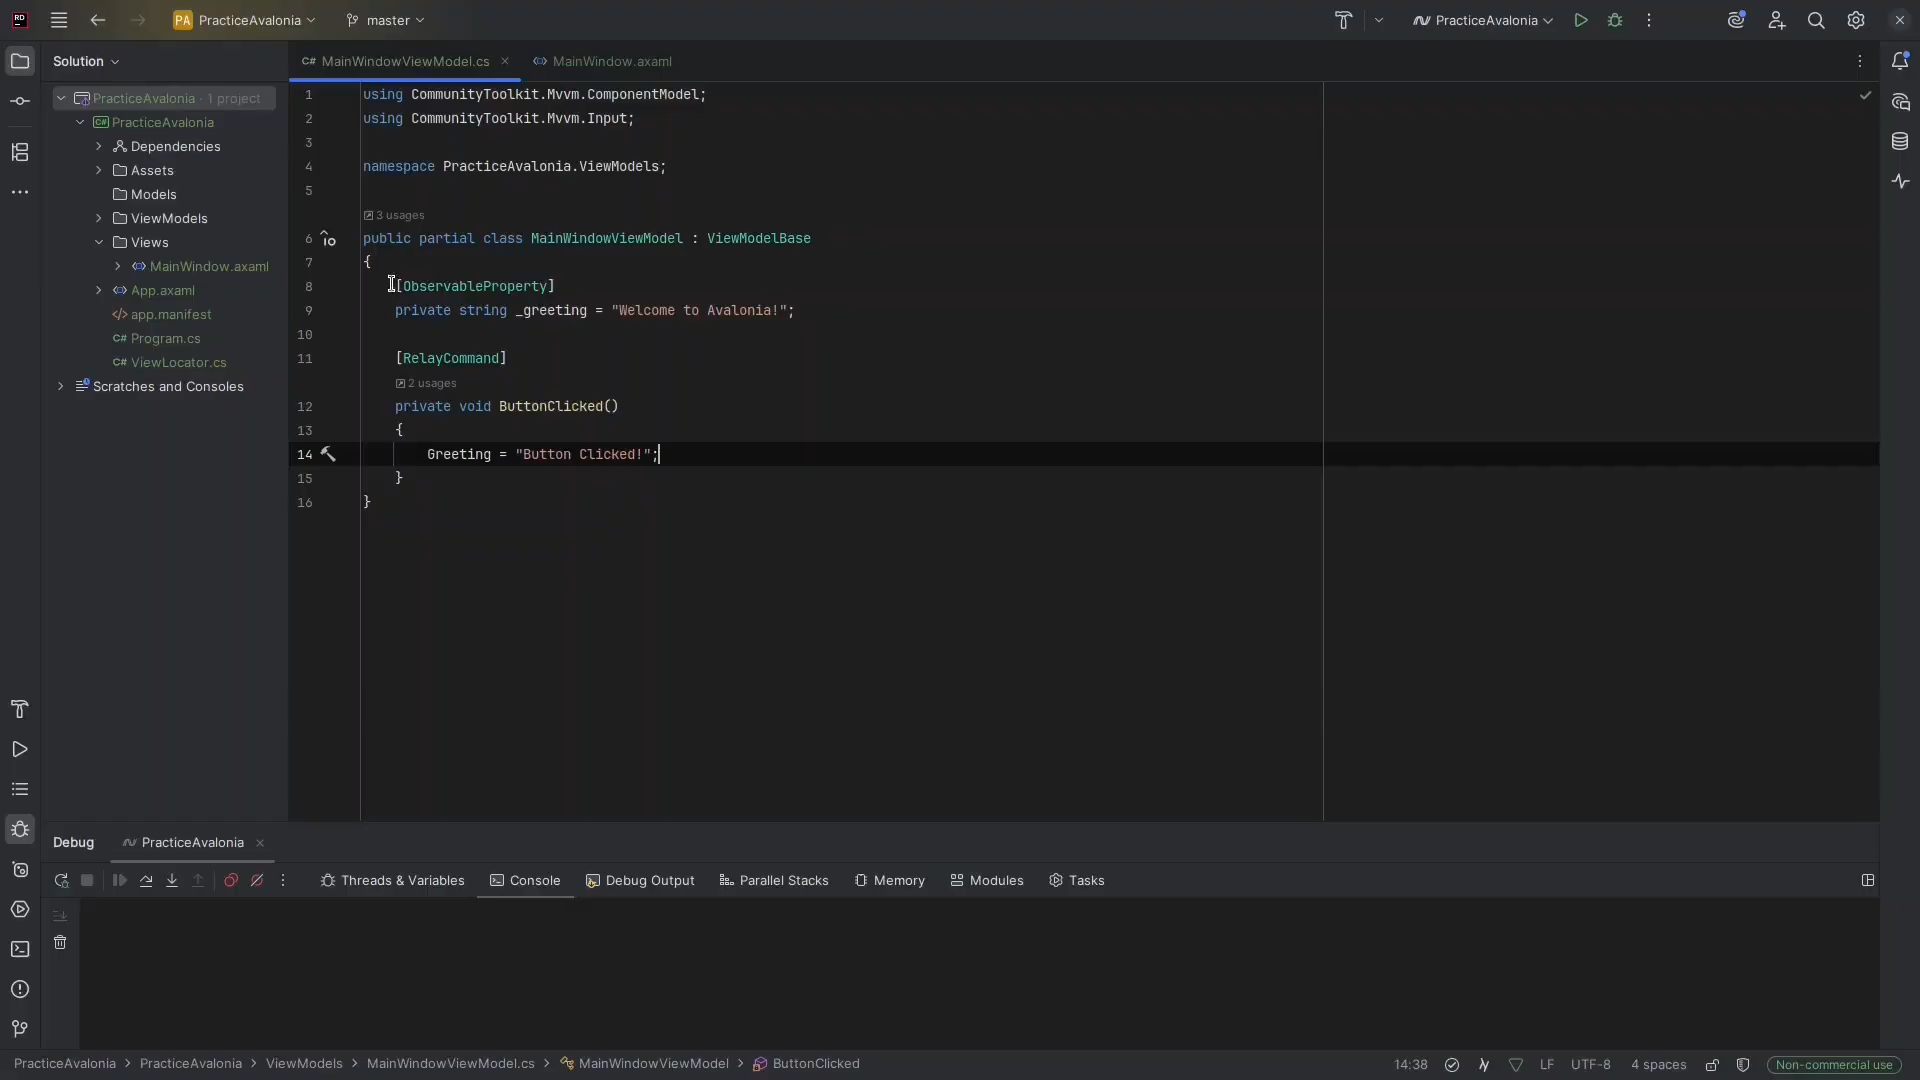 RD
PA PracticeAvalonia
master
PracticeAvalonia
Solution
MainWindowViewModel.cs
MainWindow.axaml
PracticeAvalonia · 1 project
PracticeAvalonia
Dependencies
Assets
Models
ViewModels
Views
MainWindow.axaml
App.axaml
app.manifest
C# Program.cs
C# ViewLocator.cs
Scratches and Consoles
1 using CommunityToolkit.Mvvm.ComponentModel;
2 using CommunityToolkit.Mvvm.Input;
3
4 namespace PracticeAvalonia.ViewModels;
5
3 usages
6 public partial class MainWindowViewModel : ViewModelBase
7 {
8 [ObservableProperty]
9 private string _greeting = "Welcome to Avalonia!";
10
11 [RelayCommand]
2 usages
12 private void ButtonClicked()
13 {
14 Greeting = "Button Clicked!";
15 }
16 }
Debug
PracticeAvalonia
Threads & Variables
Console
Debug Output
Parallel Stacks
Memory
Modules
Tasks
PracticeAvalonia > PracticeAvalonia > ViewModels > MainWindowViewModel.cs > MainWindowViewModel > ButtonClicked
14:38
LF
UTF-8
4 spaces
Non-commercial use